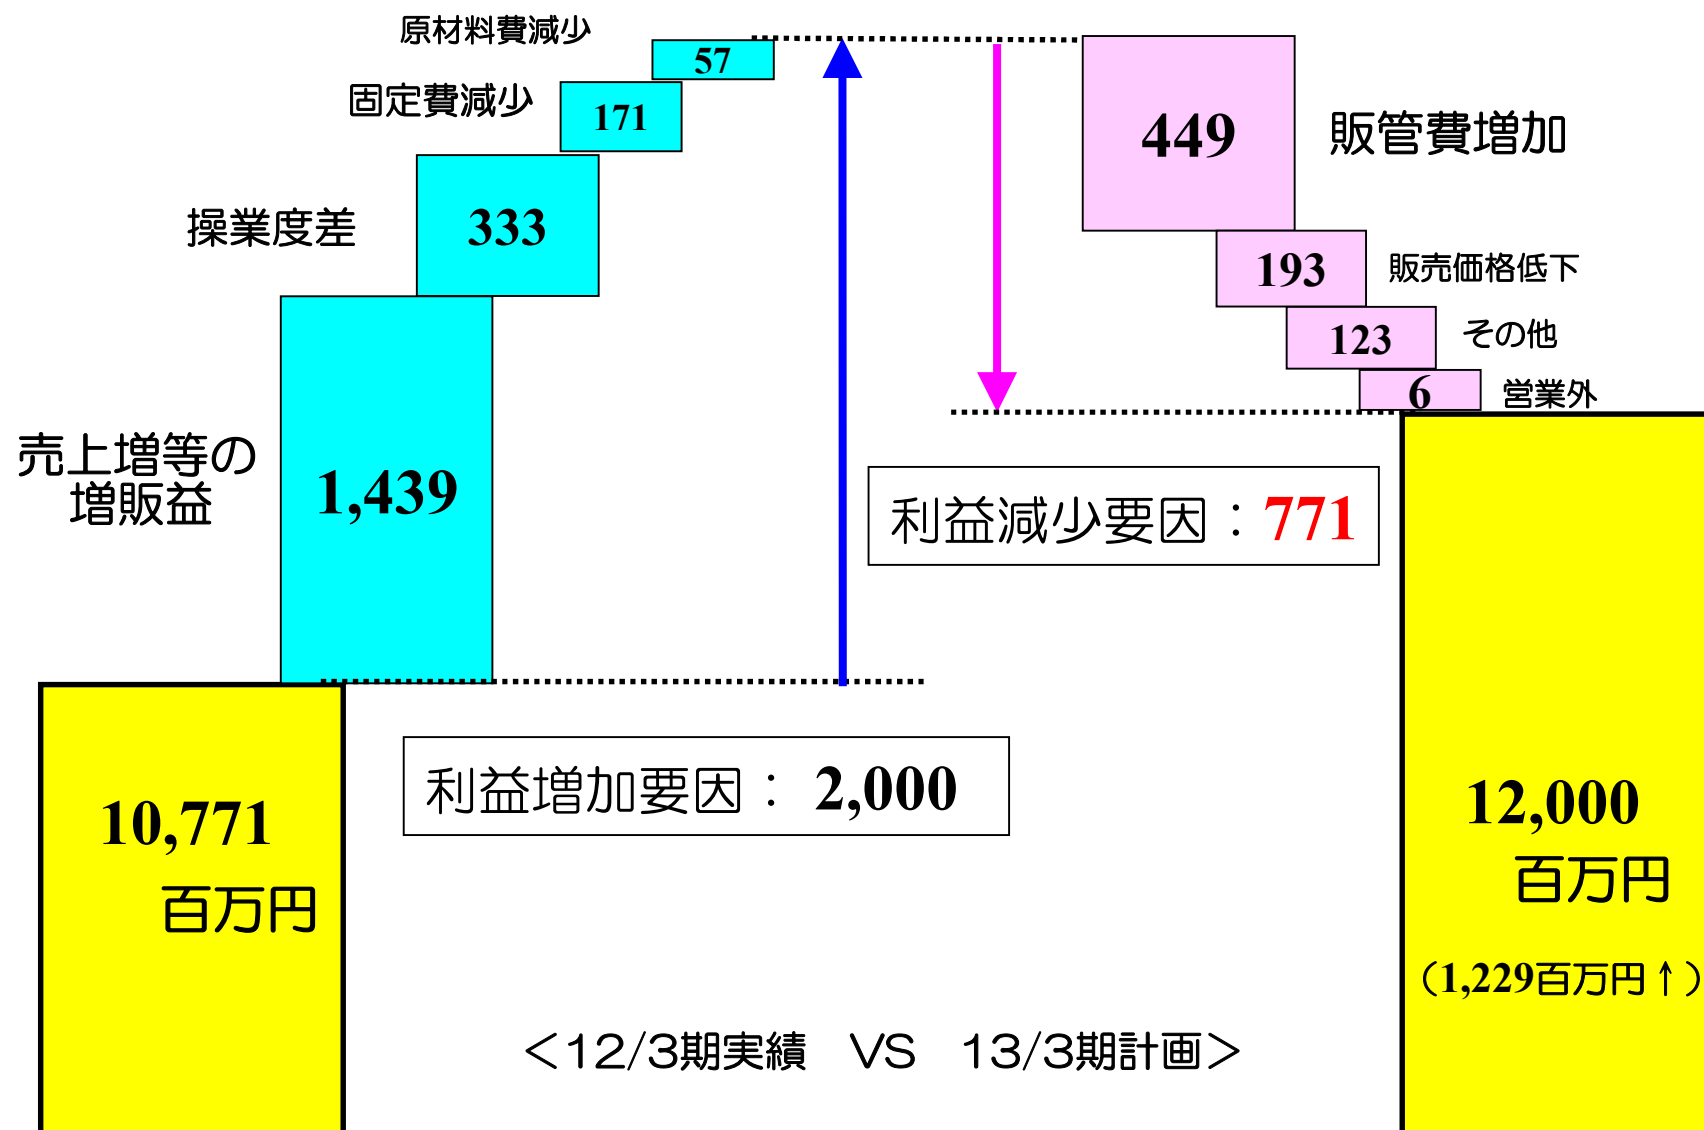 原材料費減少
57
固定費減少
171
操業度差
333
売上増等の
増販益
1,439
449
販管費増加
193
販売価格低下
123
その他
6
営業外
利益減少要因：771
利益増加要因： 2,000
10,771
百万円
12,000
百万円
（1,229百万円↑）
＜12/3期実績　VS　13/3期計画＞